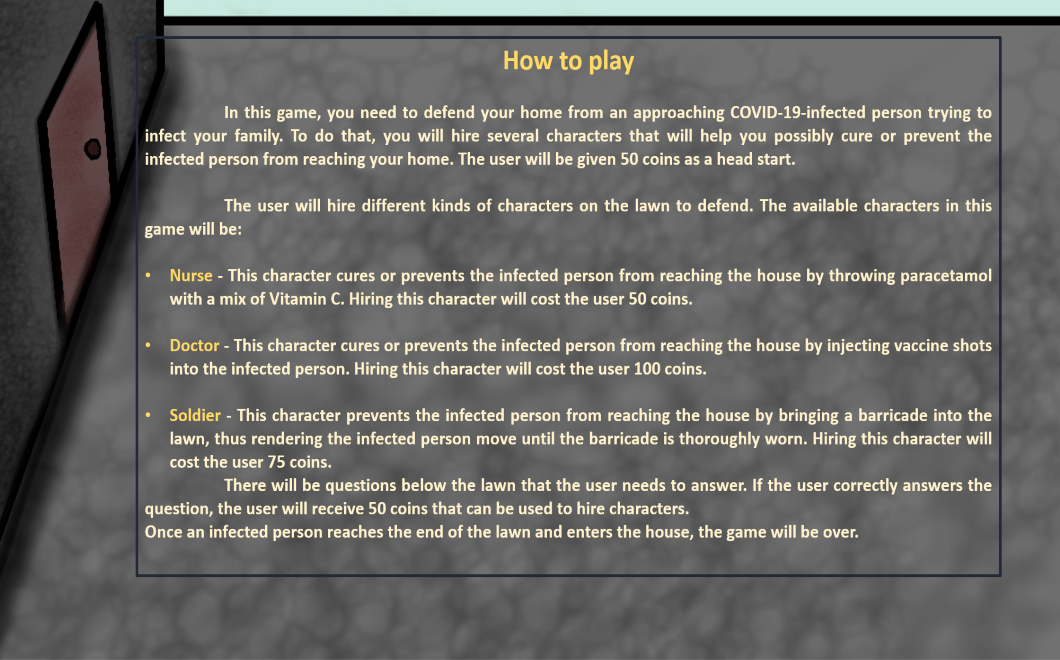 How to play
In this game, you need to defend your home from an approaching COVID-19-infected person trying to
infect your family. To do that, you will hire several characters that will help you possibly cure or prevent the
infected person from reaching your home. The user will be given 50 coins as a head start.
The user will hire different kinds of characters on the lawn to defend. The available characters in this
game will be:
• Nurse - This character cures or prevents the infected person from reaching the house by throwing paracetamol
with a mix of Vitamin C. Hiring this character will cost the user 50 coins.
• Doctor - This character cures or prevents the infected person from reaching the house by injecting vaccine shots
into the infected person. Hiring this character will cost the user 100 coins.
• Soldier - This character prevents the infected person from reaching the house by bringing a barricade into the
lawn, thus rendering the infected person move until the barricade is thoroughly worn. Hiring this character will
cost the user 75 coins.
There will be questions below the lawn that the user needs to answer. If the user correctly answers the
question, the user will receive 50 coins that can be used to hire characters.
Once an infected person reaches the end of the lawn and enters the house, the game will be over.